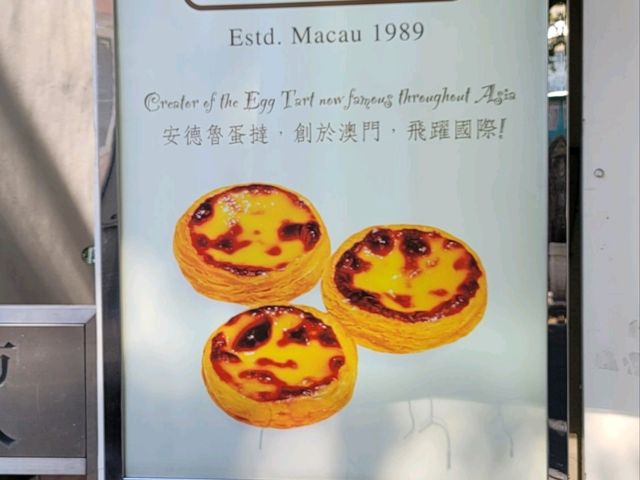 Estd. Macau 1989
Creator of the Egg Tart now famous throughout Asia
安德魯蛋撻，創於澳門，飛躍國際!